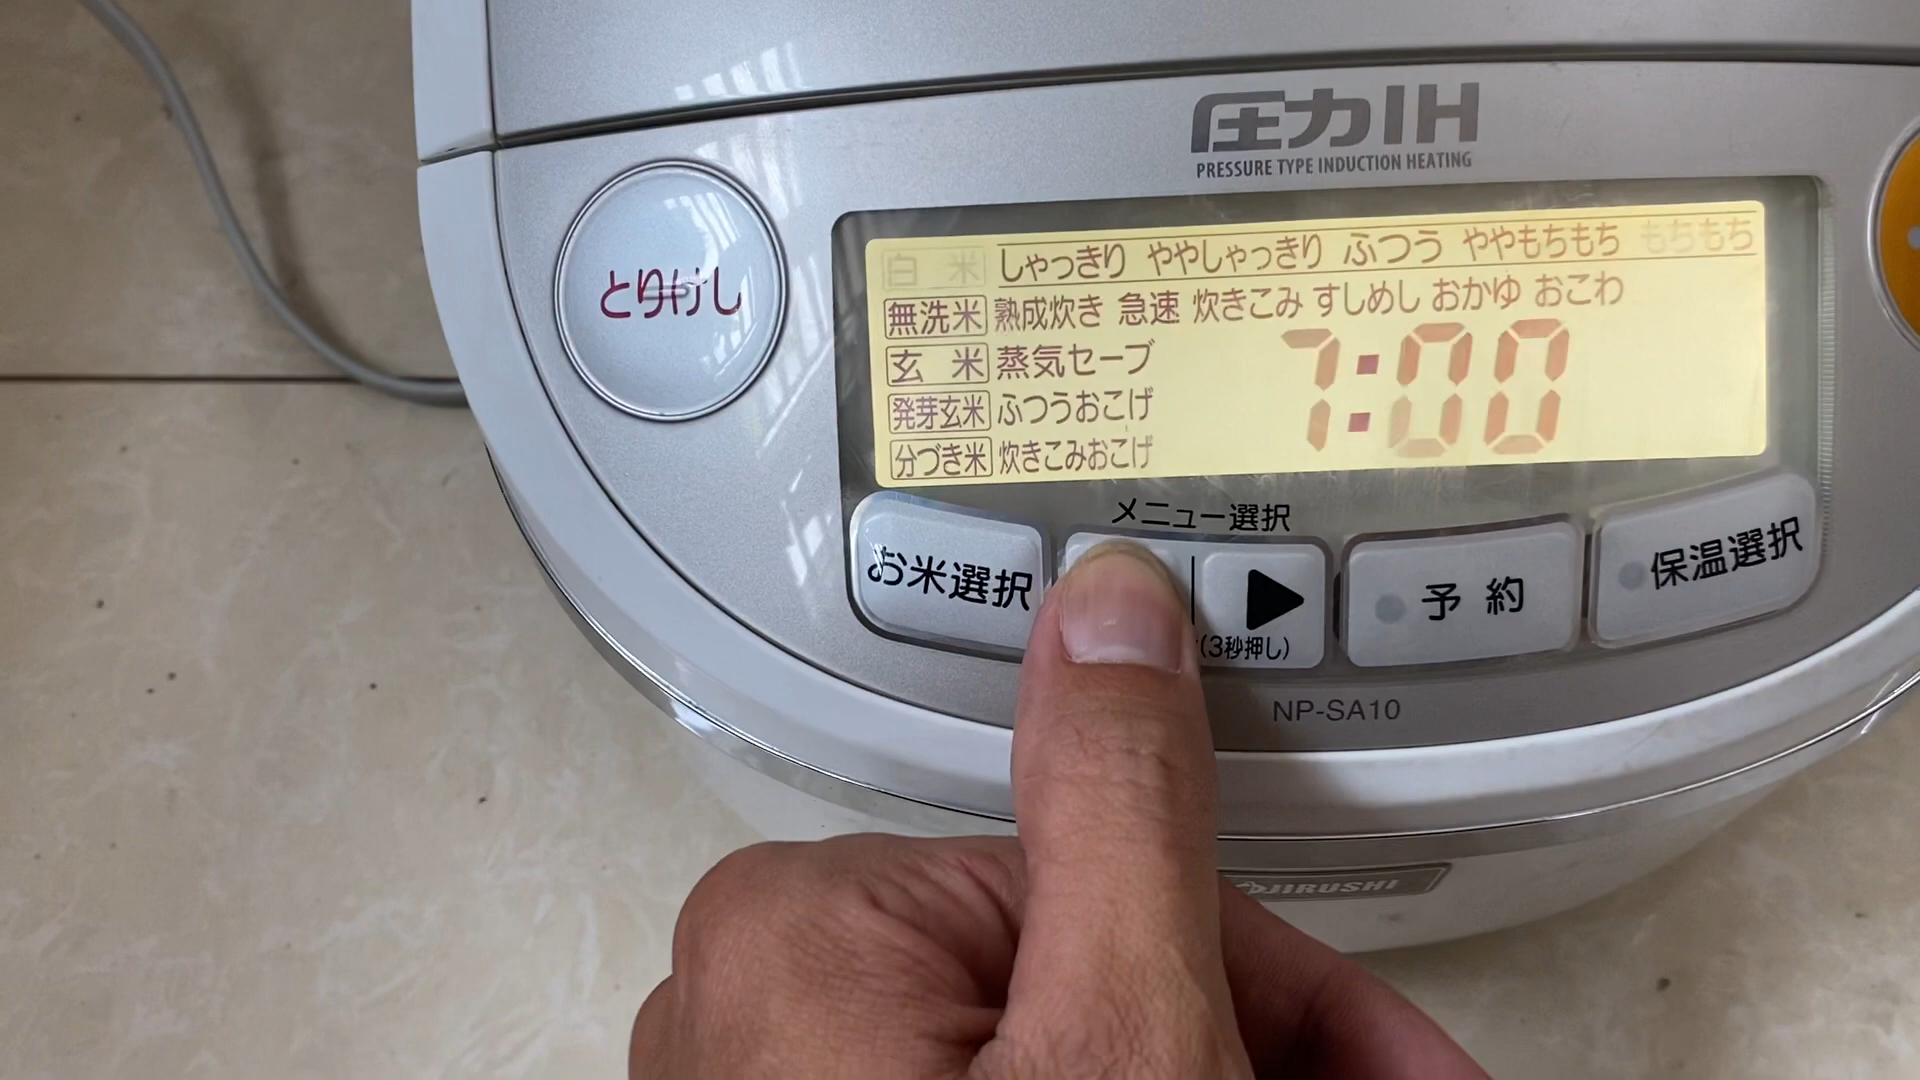 圧力IH
PRESSURE TYPE INDUCTION HEATING
とりけし
白米 しゃっきり ややしゃっきり ふつう ややもちもち もちもち
無洗米 熟成炊き 急速 炊きこみ すしめし おかゆ おこわ
玄米 蒸気セーブ
7:00
発芽玄米 ふつうおこげ
分づき米 炊きこみおこげ
メニュー選択
お米選択
予約
保温選択
(3秒押し)
NP-SA10